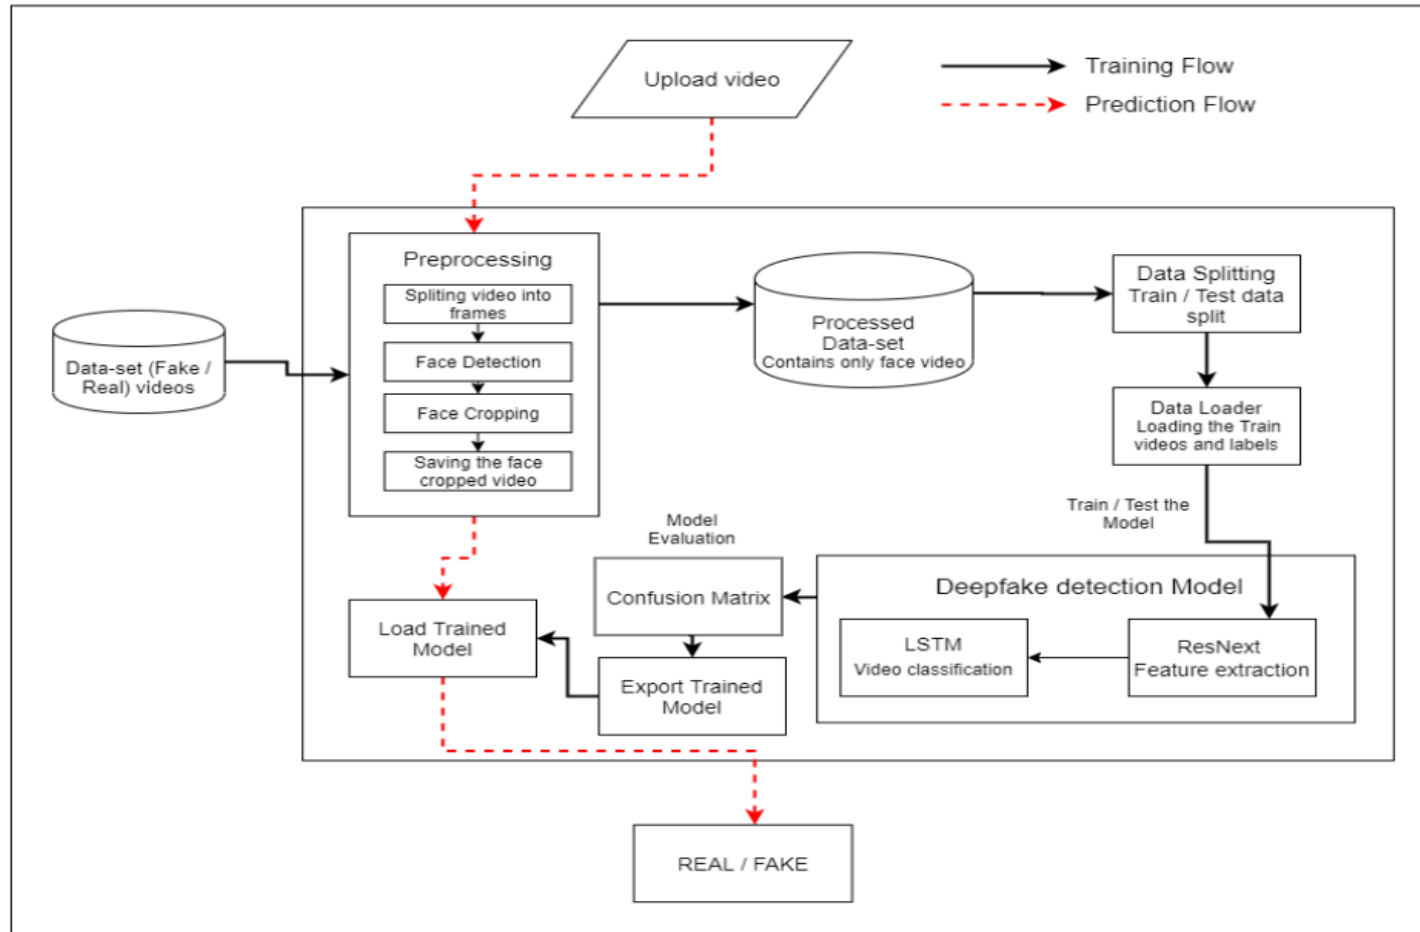 Upload video
Training Flow
Prediction Flow
Preprocessing
Spliting video into
frames
Face Detection
Face Cropping
Saving the face
cropped video
Data-set (Fake /
Real) videos
Processed
Data-set
Contains only face video
Data Splitting
Train / Test data
split
Data Loader
Loading the Train
videos and labels
Train / Test the
Model
Deepfake detection Model
ResNext
Feature extraction
LSTM
Video classification
Model
Evaluation
Confusion Matrix
Export Trained
Model
Load Trained
Model
REAL / FAKE